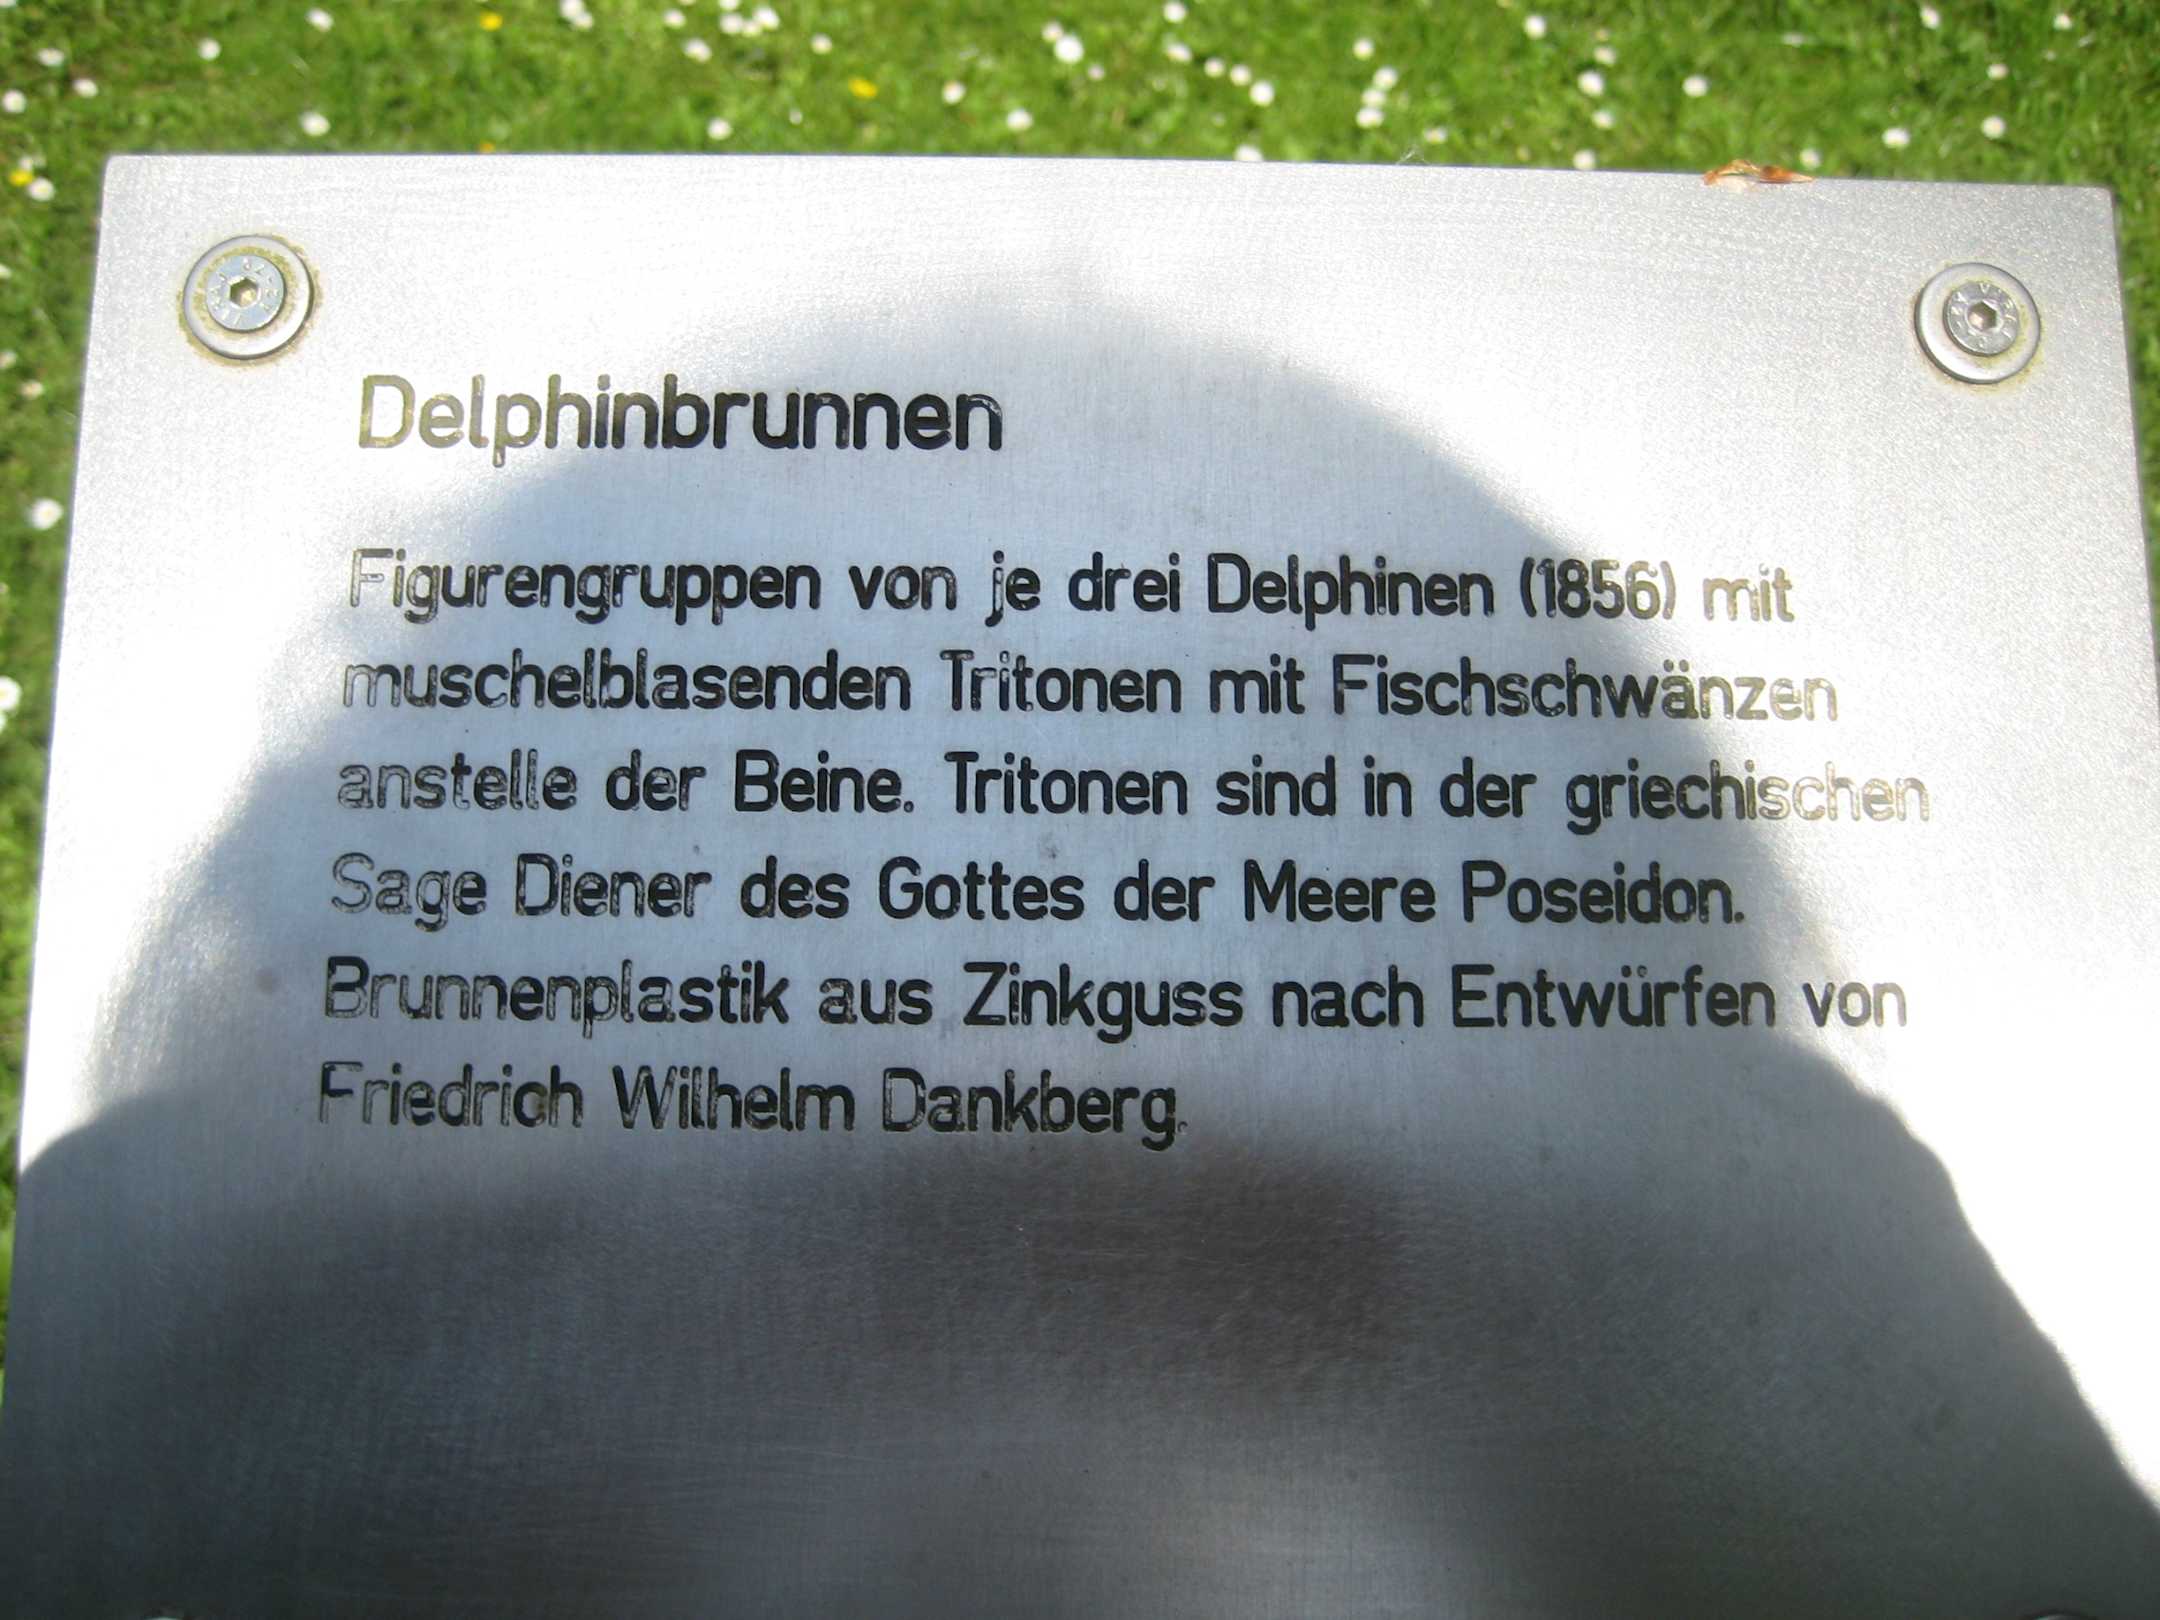 Delphinbrunnen
Figurengruppen von je drei Delphinen (1856) mit
muschelblasenden Tritonen mit Fischschwänzen
anstelle der Beine. Tritonen sind in der griechischen
Sage Diener des Gottes der Meere Poseidon.
Brunnenplastik aus Zinkguss nach Entwürfen von
Friedrich Wilhelm Dankberg.